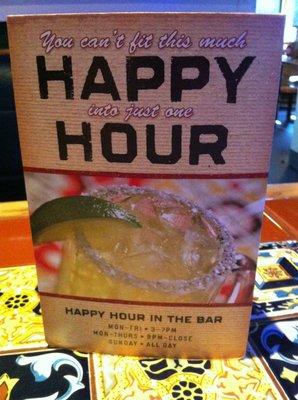 You can't fit this much
HAPPY
into just one
HOUR
HAPPY HOUR IN THE BAR
MON-FRI • 3-7PM
MON-THURS • 9PM-CLOSE
SUNDAY • ALL DAY